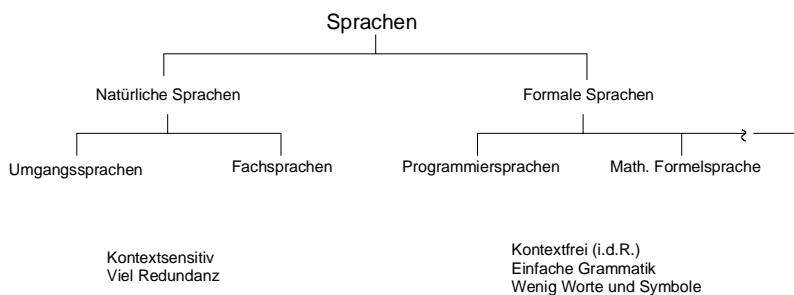 Sprachen
Natürliche Sprachen
Formale Sprachen
Umgangssprachen
Fachsprachen
Programmiersprachen
Math. Formelsprache
Kontextsensitiv
Viel Redundanz
Kontextfrei (i.d.R.)
Einfache Grammatik
Wenig Worte und Symbole